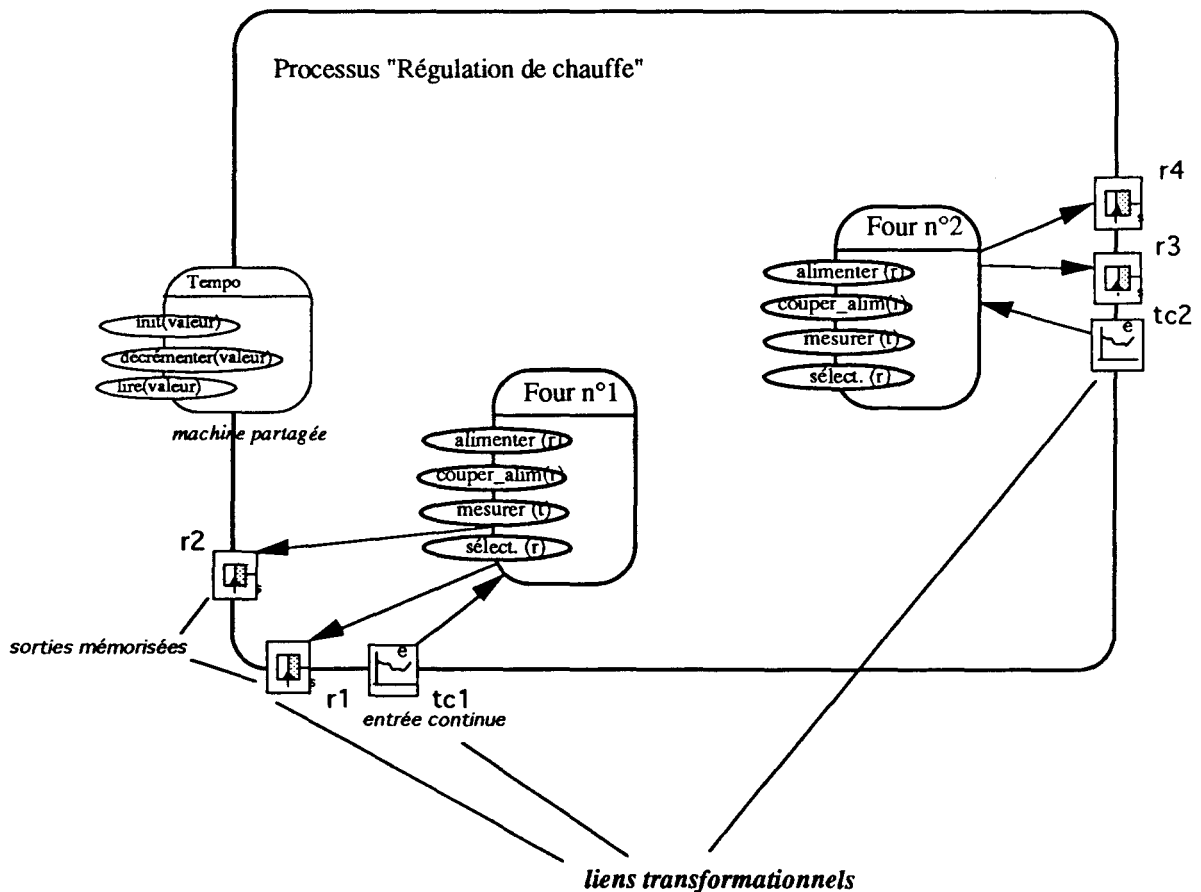 Processus "Régulation de chauffe"
r4
Four n°2
r3
s
alimenter (r)
s
Tempo
couper_alim(r)
e
tc2
init(valeur)
mesurer (t)
décrémenter(valeur)
sélect. (r)
lire(valeur)
Four n°1
machine partagée
alimenter (r)
couper_alim(r)
mesurer (t)
r2
sélect. (r)
s
sorties mémorisées
e
s
r1
tc1
entrée continue
liens transformationnels